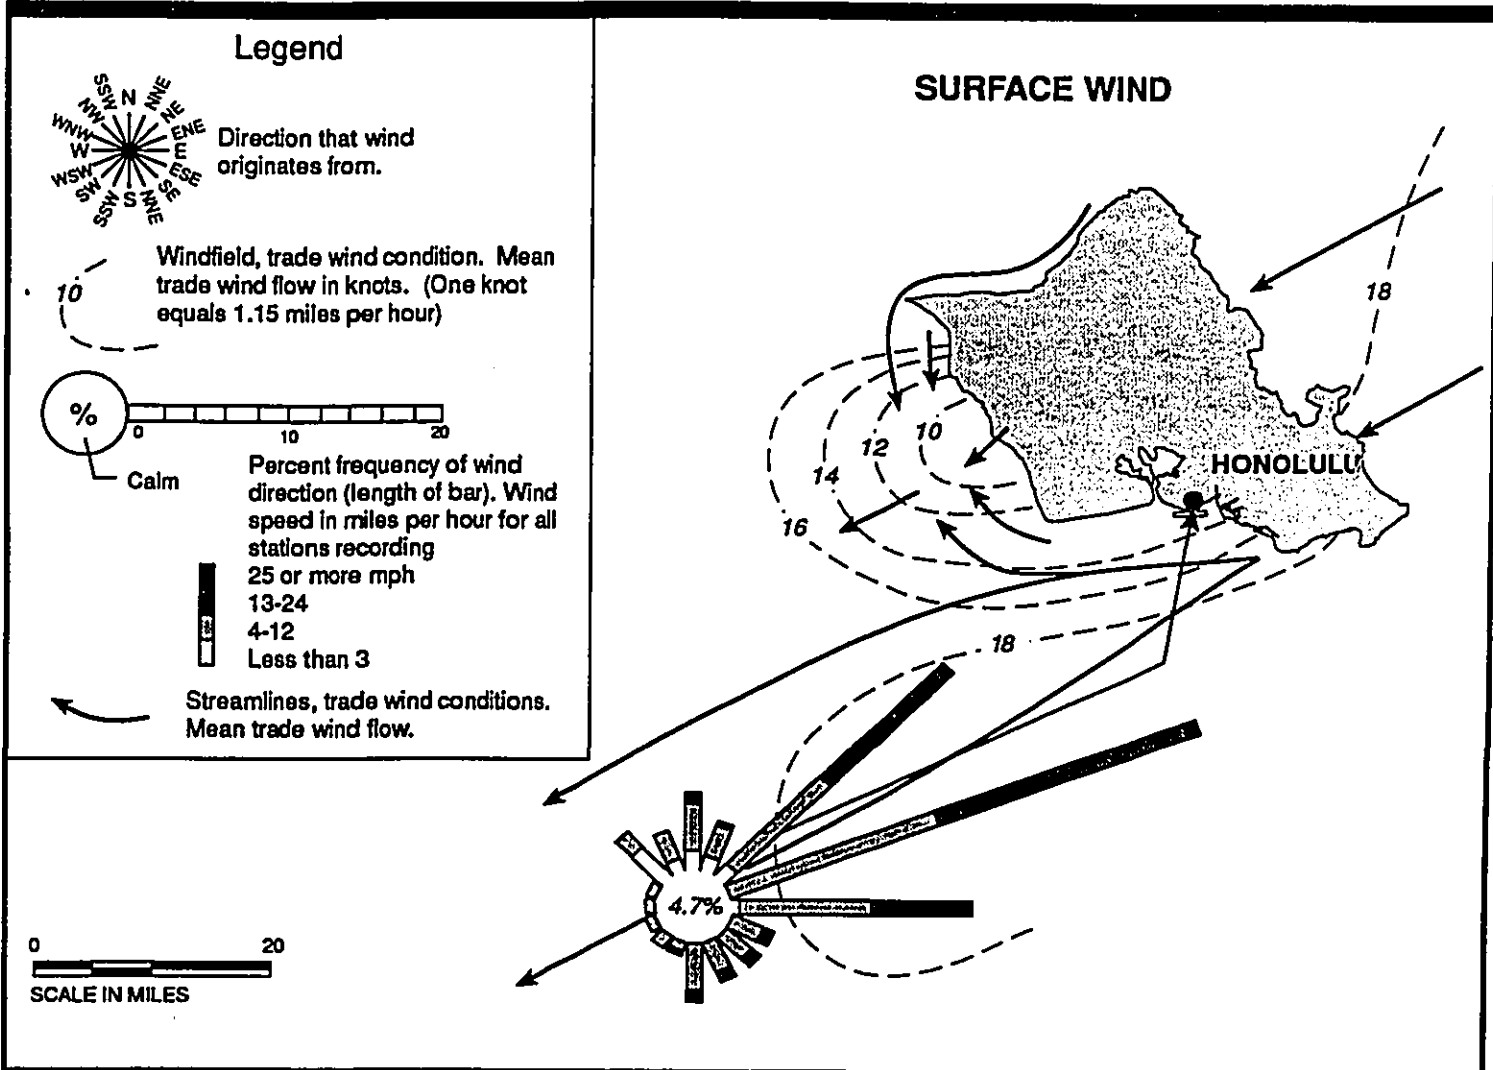 Legend
N
NNE
NE
ENE
E
ESE
SE
NNE
S
SSW
SW
WSW
W
WNW
NW
SSW
Direction that wind
originates from.
10
Windfield, trade wind condition. Mean
trade wind flow in knots. (One knot
equals 1.15 miles per hour)
%
0 10 20
Calm
Percent frequency of wind
direction (length of bar). Wind
speed in miles per hour for all
stations recording
25 or more mph
13-24
4-12
Less than 3
Streamlines, trade wind conditions.
Mean trade wind flow.
0 20
SCALE IN MILES
SURFACE WIND
18
10
12
14
16
HONOLULU
18
4.7%